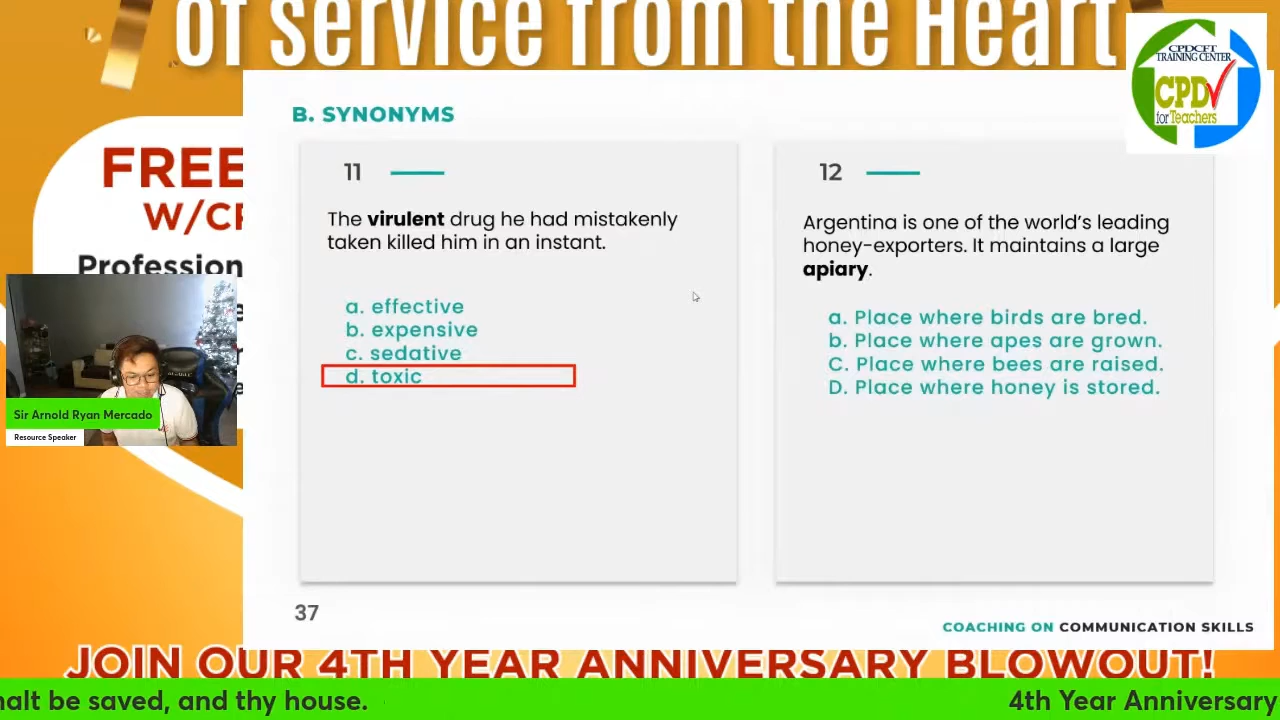 of service from the Heart
CPDCFT
TRAINING CENTER
CPD
for Teachers
FREE
W/CP
Profession
B. SYNONYMS
11
The virulent drug he had mistakenly
taken killed him in an instant.
a. effective
b. expensive
c. sedative
d. toxic
12
Argentina is one of the world's leading
honey-exporters. It maintains a large
apiary.
a. Place where birds are bred.
b. Place where apes are grown.
C. Place where bees are raised.
D. Place where honey is stored.
Sir Arnold Ryan Mercado
Resource Speaker
37
COACHING ON COMMUNICATION SKILLS
JOIN OUR 4TH YEAR ANNIVERSARY BLOWOUT!
halt be saved, and thy house.
4th Year Anniversary